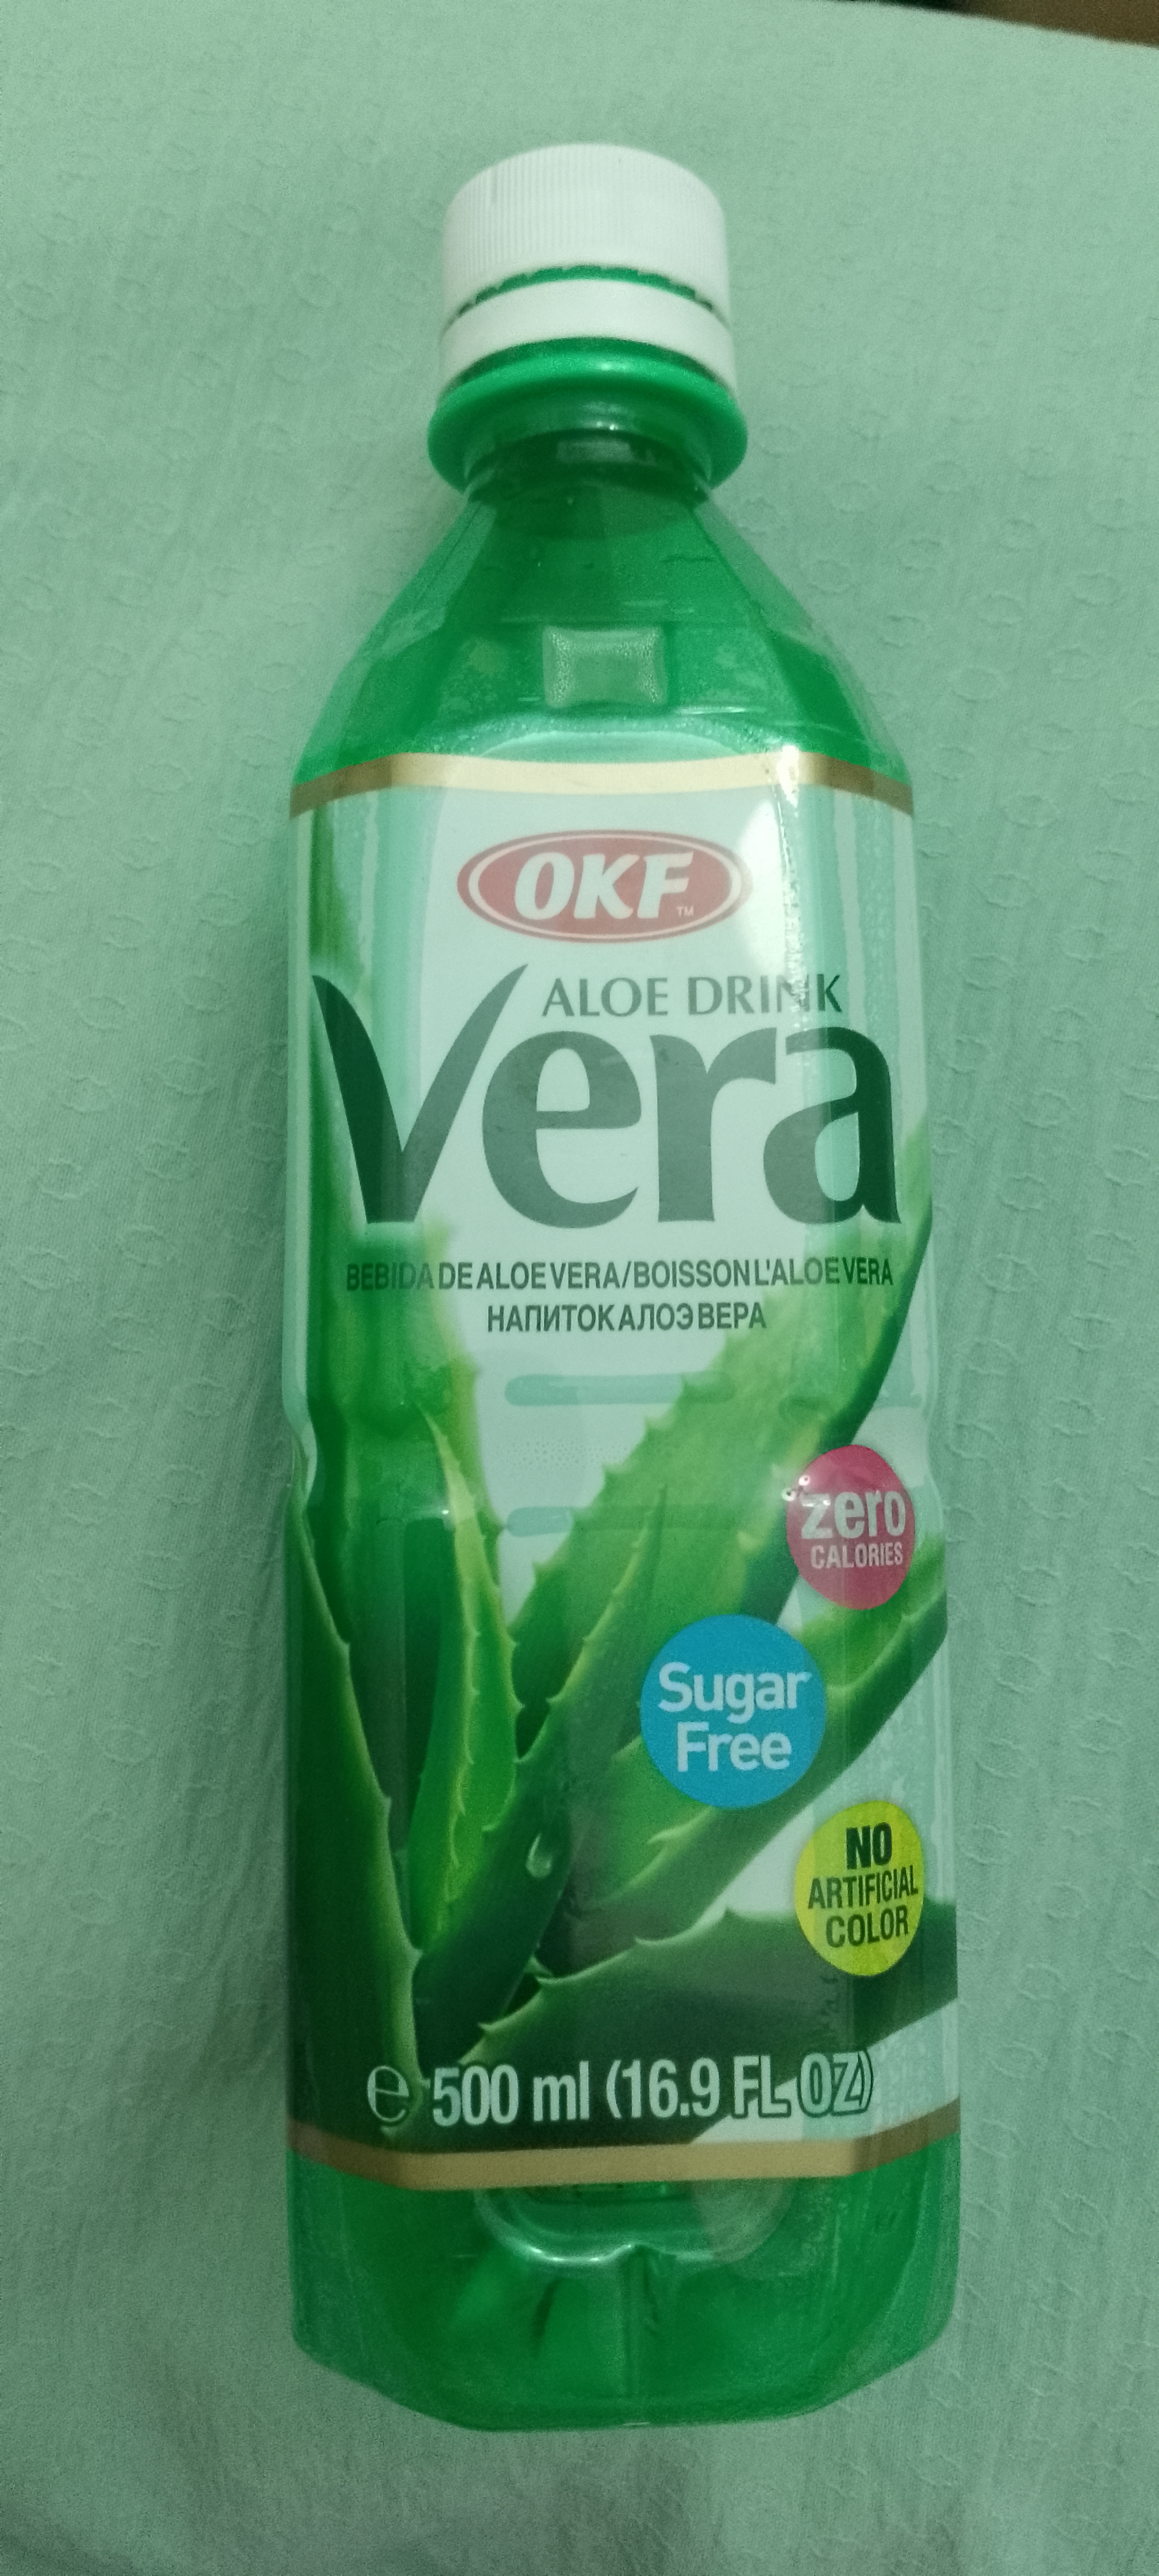 OKF™
ALOE DRINK
Vera
BEBIDA DE ALOE VERA/BOISSON L'ALOE VERA
НАПИТОК АЛОЭ ВЕРА
zero
CALORIES
Sugar
Free
NO
ARTIFICIAL
COLOR
℮ 500 ml (16.9 FL OZ)